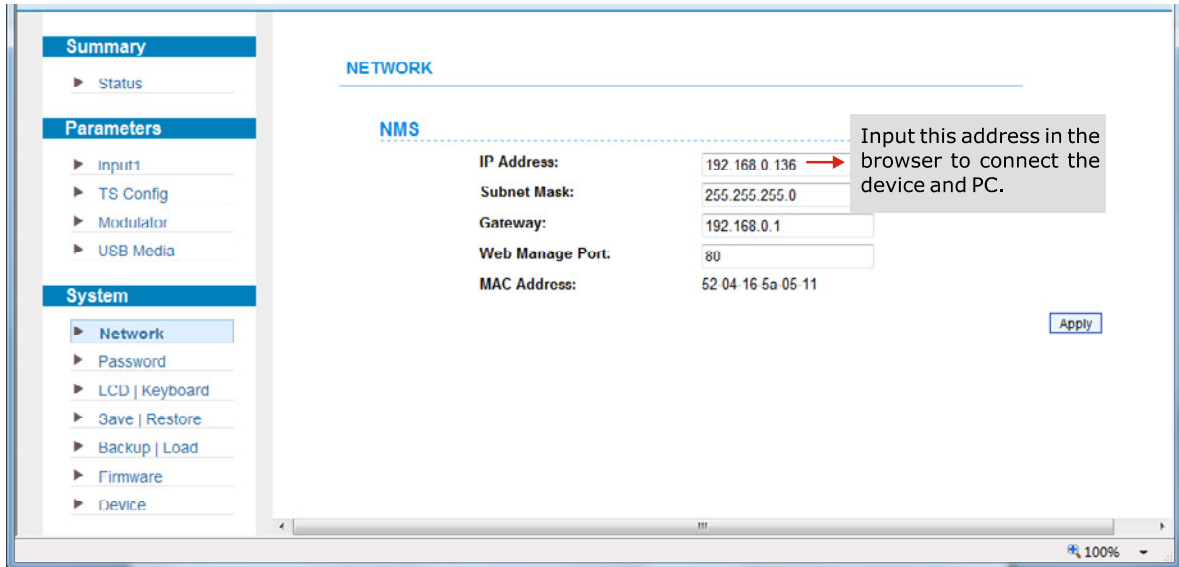 Summary
Status
Parameters
Input1
TS Config
Modulator
USB Media
System
Network
Password
LCD | Keyboard
Save | Restore
Backup | Load
Firmware
Device
NETWORK
NMS
IP Address: 192.168.0.136
Subnet Mask: 255.255.255.0
Gateway: 192.168.0.1
Web Manage Port: 80
MAC Address: 52-04-16-5a-05-11
Input this address in the
browser to connect the
device and PC.
Apply
100%